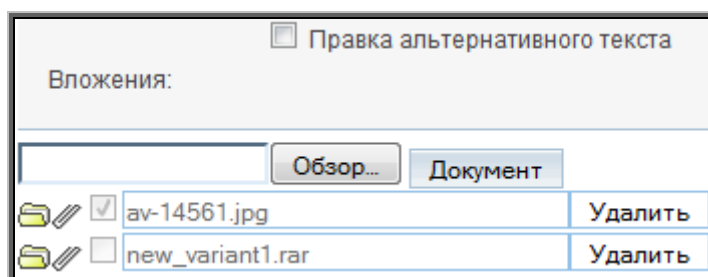 Правка альтернативного текста
Вложения:
Обзор... Документ
av-14561.jpg Удалить
new_variant1.rar Удалить